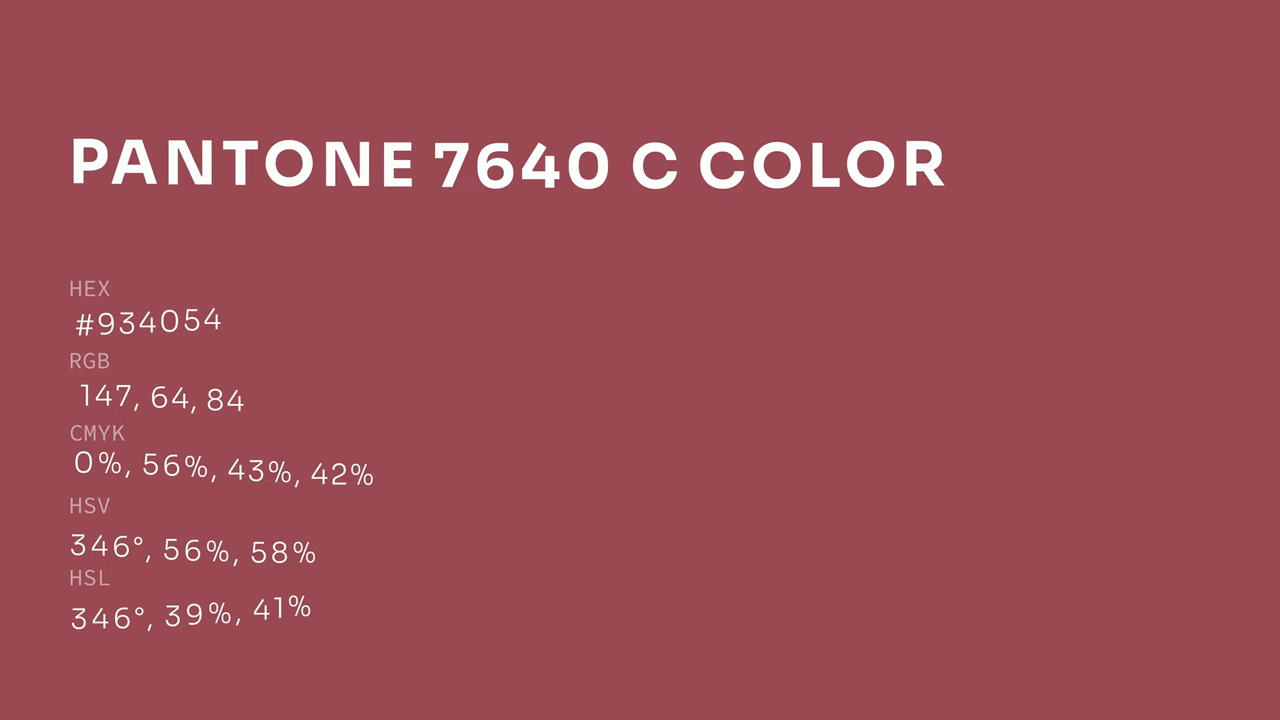 PANTONE 7640 C COLOR
HEX
#934054
RGB
147, 64, 84
CMYK
0%, 56%, 43%, 42%
HSV
346°, 56%, 58%
HSL
346°, 39%, 41%